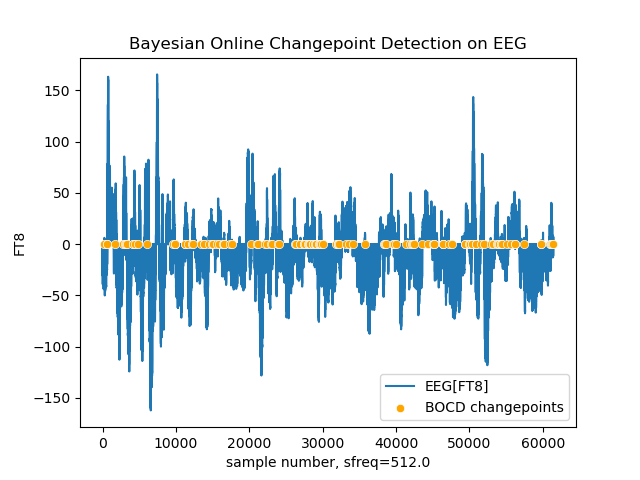 Bayesian Online Changepoint Detection on EEG
150
100
50
0
−50
−100
−150
FT8
EEG[FT8]
BOCD changepoints
0 10000 20000 30000 40000 50000 60000
sample number, sfreq=512.0